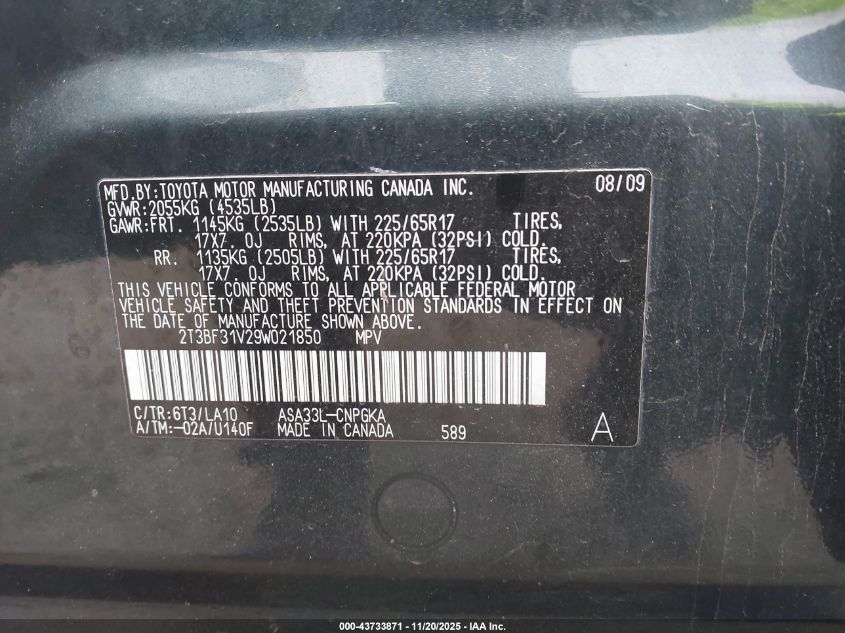 MFD.BY:TOYOTA MOTOR MANUFACTURING CANADA INC. 08/09
GVWR:2055KG (4535LB)
GAWR:FRT. 1145KG (2535LB) WITH 225/65R17 TIRES,
17X7.0J RIMS, AT 220KPA (32PSI) COLD.
RR. 1135KG (2505LB) WITH 225/65R17 TIRES,
17X7.0J RIMS, AT 220KPA (32PSI) COLD.
THIS VEHICLE CONFORMS TO ALL APPLICABLE FEDERAL MOTOR
VEHICLE SAFETY AND THEFT PREVENTION STANDARDS IN EFFECT ON
THE DATE OF MANUFACTURE SHOWN ABOVE.
2T3BF31V29W021850 MPV
C/TR:6T3/LA10 ASA33L-CNPGKA
A/TM:-02A/U140F MADE IN CANADA 589 A
000-43733871 - 11/20/2025 - IAA Inc.